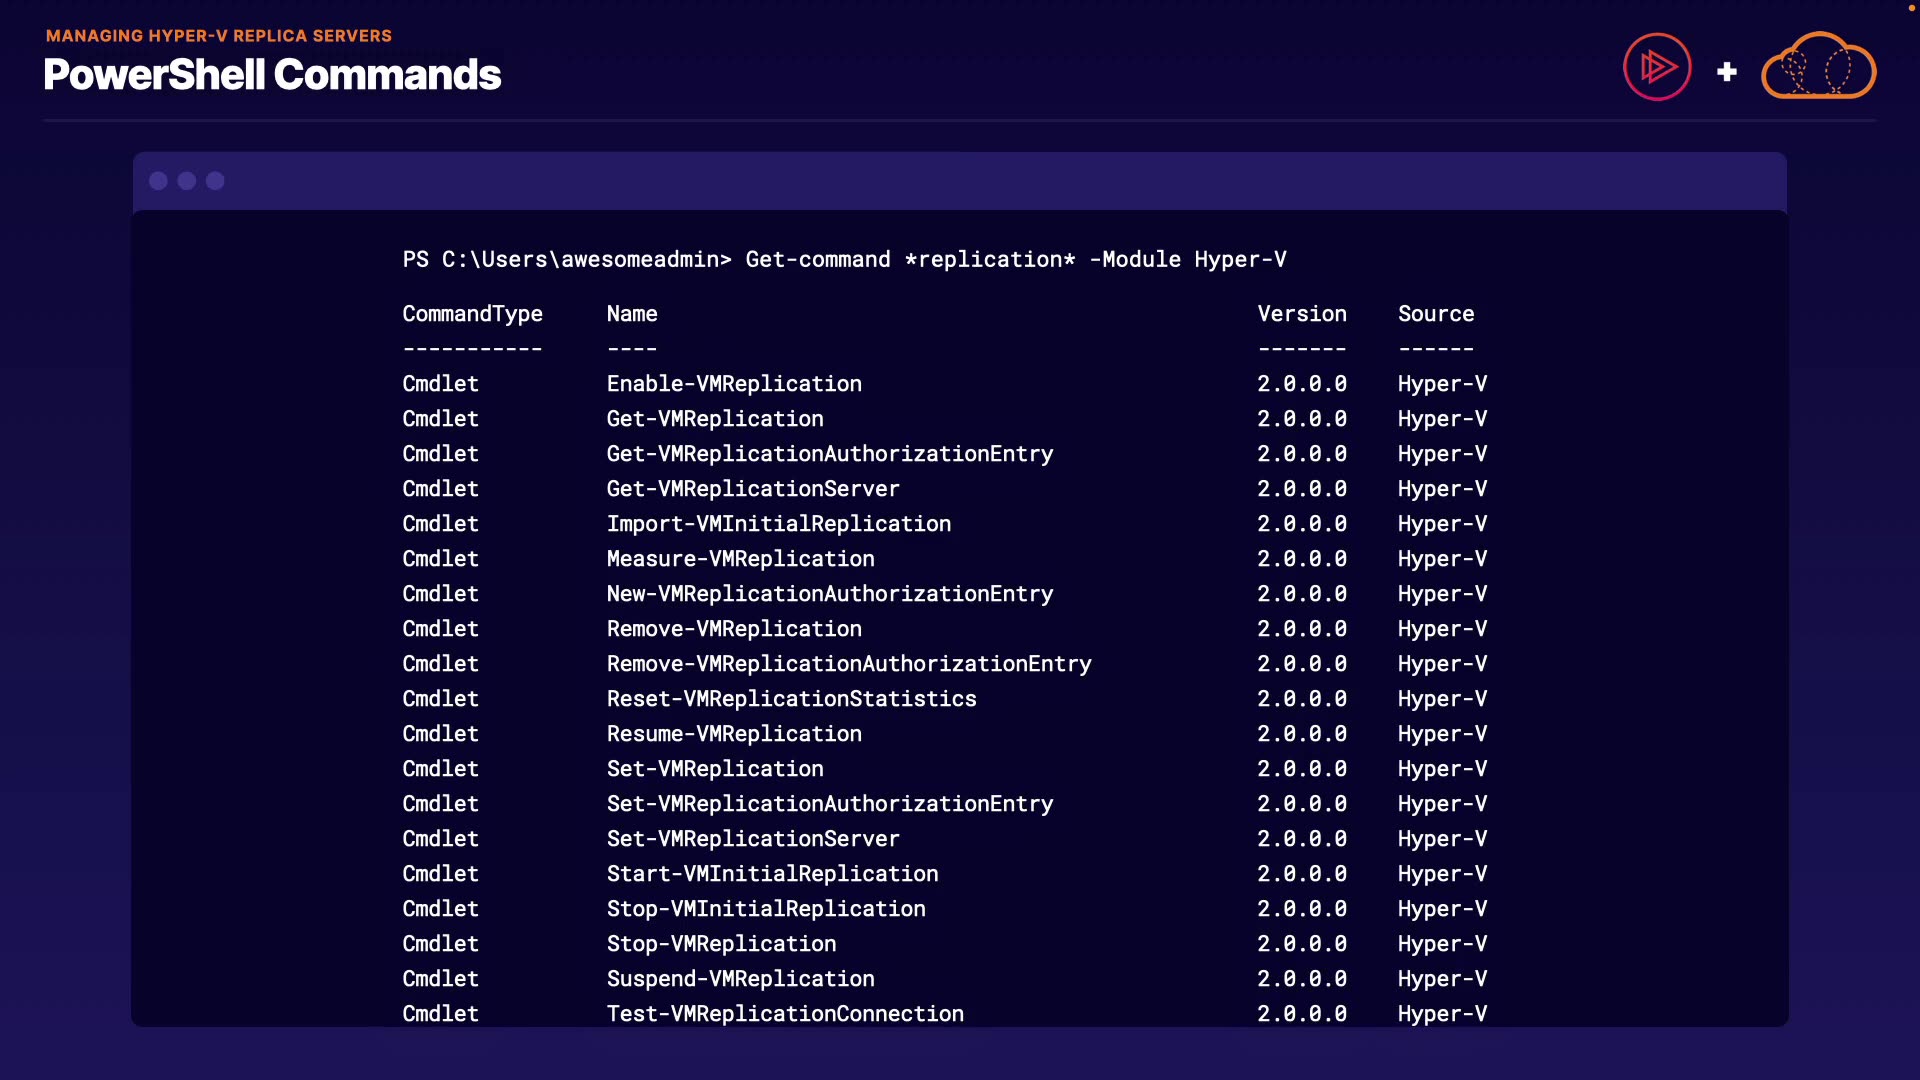 MANAGING HYPER-V REPLICA SERVERS
PowerShell Commands
PS C:\Users\awesomeadmin> Get-command *replication* -Module Hyper-V
CommandType Name Version Source
----------- ---- ------- ------
Cmdlet Enable-VMReplication 2.0.0.0 Hyper-V
Cmdlet Get-VMReplication 2.0.0.0 Hyper-V
Cmdlet Get-VMReplicationAuthorizationEntry 2.0.0.0 Hyper-V
Cmdlet Get-VMReplicationServer 2.0.0.0 Hyper-V
Cmdlet Import-VMInitialReplication 2.0.0.0 Hyper-V
Cmdlet Measure-VMReplication 2.0.0.0 Hyper-V
Cmdlet New-VMReplicationAuthorizationEntry 2.0.0.0 Hyper-V
Cmdlet Remove-VMReplication 2.0.0.0 Hyper-V
Cmdlet Remove-VMReplicationAuthorizationEntry 2.0.0.0 Hyper-V
Cmdlet Reset-VMReplicationStatistics 2.0.0.0 Hyper-V
Cmdlet Resume-VMReplication 2.0.0.0 Hyper-V
Cmdlet Set-VMReplication 2.0.0.0 Hyper-V
Cmdlet Set-VMReplicationAuthorizationEntry 2.0.0.0 Hyper-V
Cmdlet Set-VMReplicationServer 2.0.0.0 Hyper-V
Cmdlet Start-VMInitialReplication 2.0.0.0 Hyper-V
Cmdlet Stop-VMInitialReplication 2.0.0.0 Hyper-V
Cmdlet Stop-VMReplication 2.0.0.0 Hyper-V
Cmdlet Suspend-VMReplication 2.0.0.0 Hyper-V
Cmdlet Test-VMReplicationConnection 2.0.0.0 Hyper-V